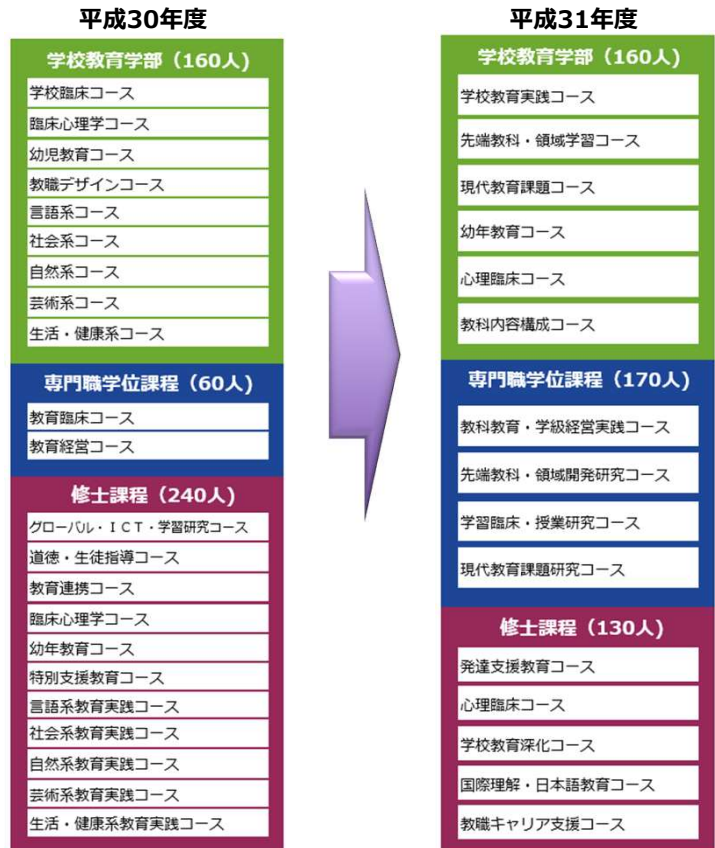 平成30年度
学校教育学部（160人)
学校臨床コース
臨床心理学コース
幼児教育コース
教職デザインコース
言語系コース
社会系コース
自然系コース
芸術系コース
生活・健康系コース
専門職学位課程（60人)
教育臨床コース
教育経営コース
修士課程（240人)
グローバル・ＩＣＴ・学習研究コース
道徳・生徒指導コース
教育連携コース
臨床心理学コース
幼年教育コース
特別支援教育コース
言語系教育実践コース
社会系教育実践コース
自然系教育実践コース
芸術系教育実践コース
生活・健康系教育実践コース
平成31年度
学校教育学部（160人)
学校教育実践コース
先端教科・領域学習コース
現代教育課題コース
幼年教育コース
心理臨床コース
教科内容構成コース
専門職学位課程（170人)
教科教育・学級経営実践コース
先端教科・領域開発研究コース
学習臨床・授業研究コース
現代教育課題研究コース
修士課程（130人)
発達支援教育コース
心理臨床コース
学校教育深化コース
国際理解・日本語教育コース
教職キャリア支援コース